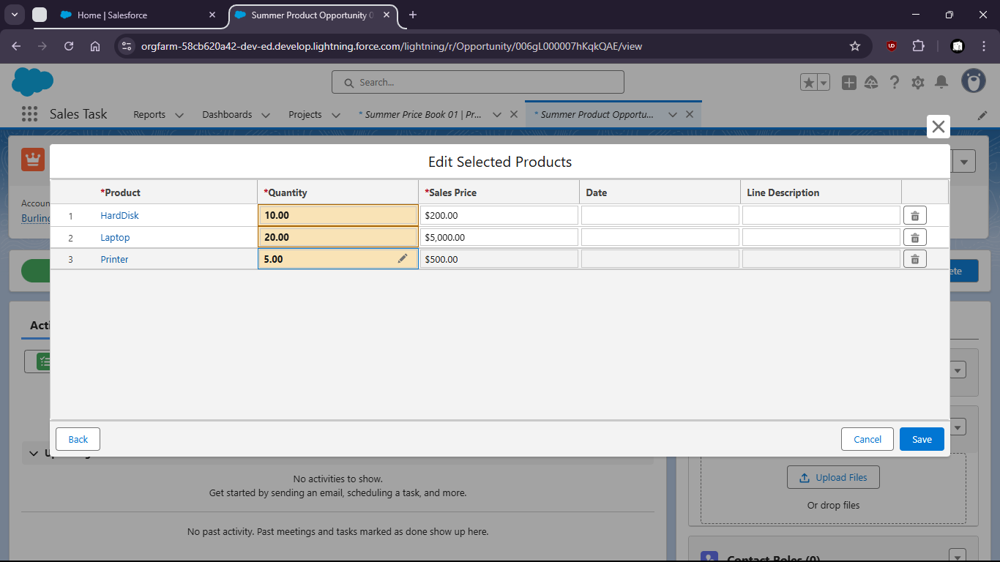 Home | Salesforce
Summer Product Opportunity 0
orgfarm-58cb620a42-dev-ed.develop.lightning.force.com/lightning/r/Opportunity/006gL000007hKqkQAE/view
Search...
Sales Task
Reports
Dashboards
Projects
* Summer Price Book 01 | Pr...
* Summer Product Opportu...
Edit Selected Products
*Product *Quantity *Sales Price Date Line Description
1 HardDisk 10.00 $200.00
2 Laptop 20.00 $5,000.00
3 Printer 5.00 $500.00
Back
Cancel
Save
No activities to show.
Get started by sending an email, scheduling a task, and more.
No past activity. Past meetings and tasks marked as done show up here.
Upload Files
Or drop files
Contact Roles (0)